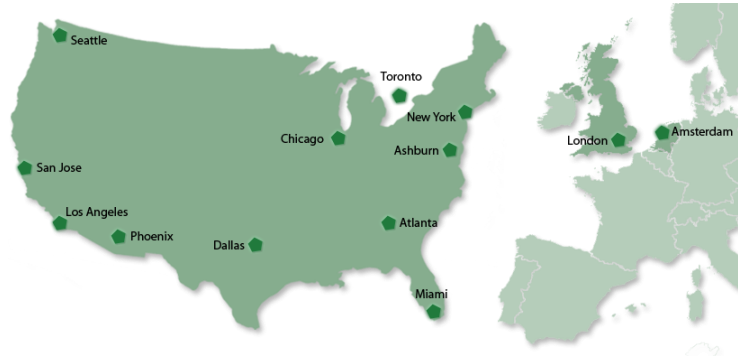 Seattle
Toronto
New York
Chicago
Ashburn
London
Amsterdam
San Jose
Los Angeles
Phoenix
Dallas
Atlanta
Miami